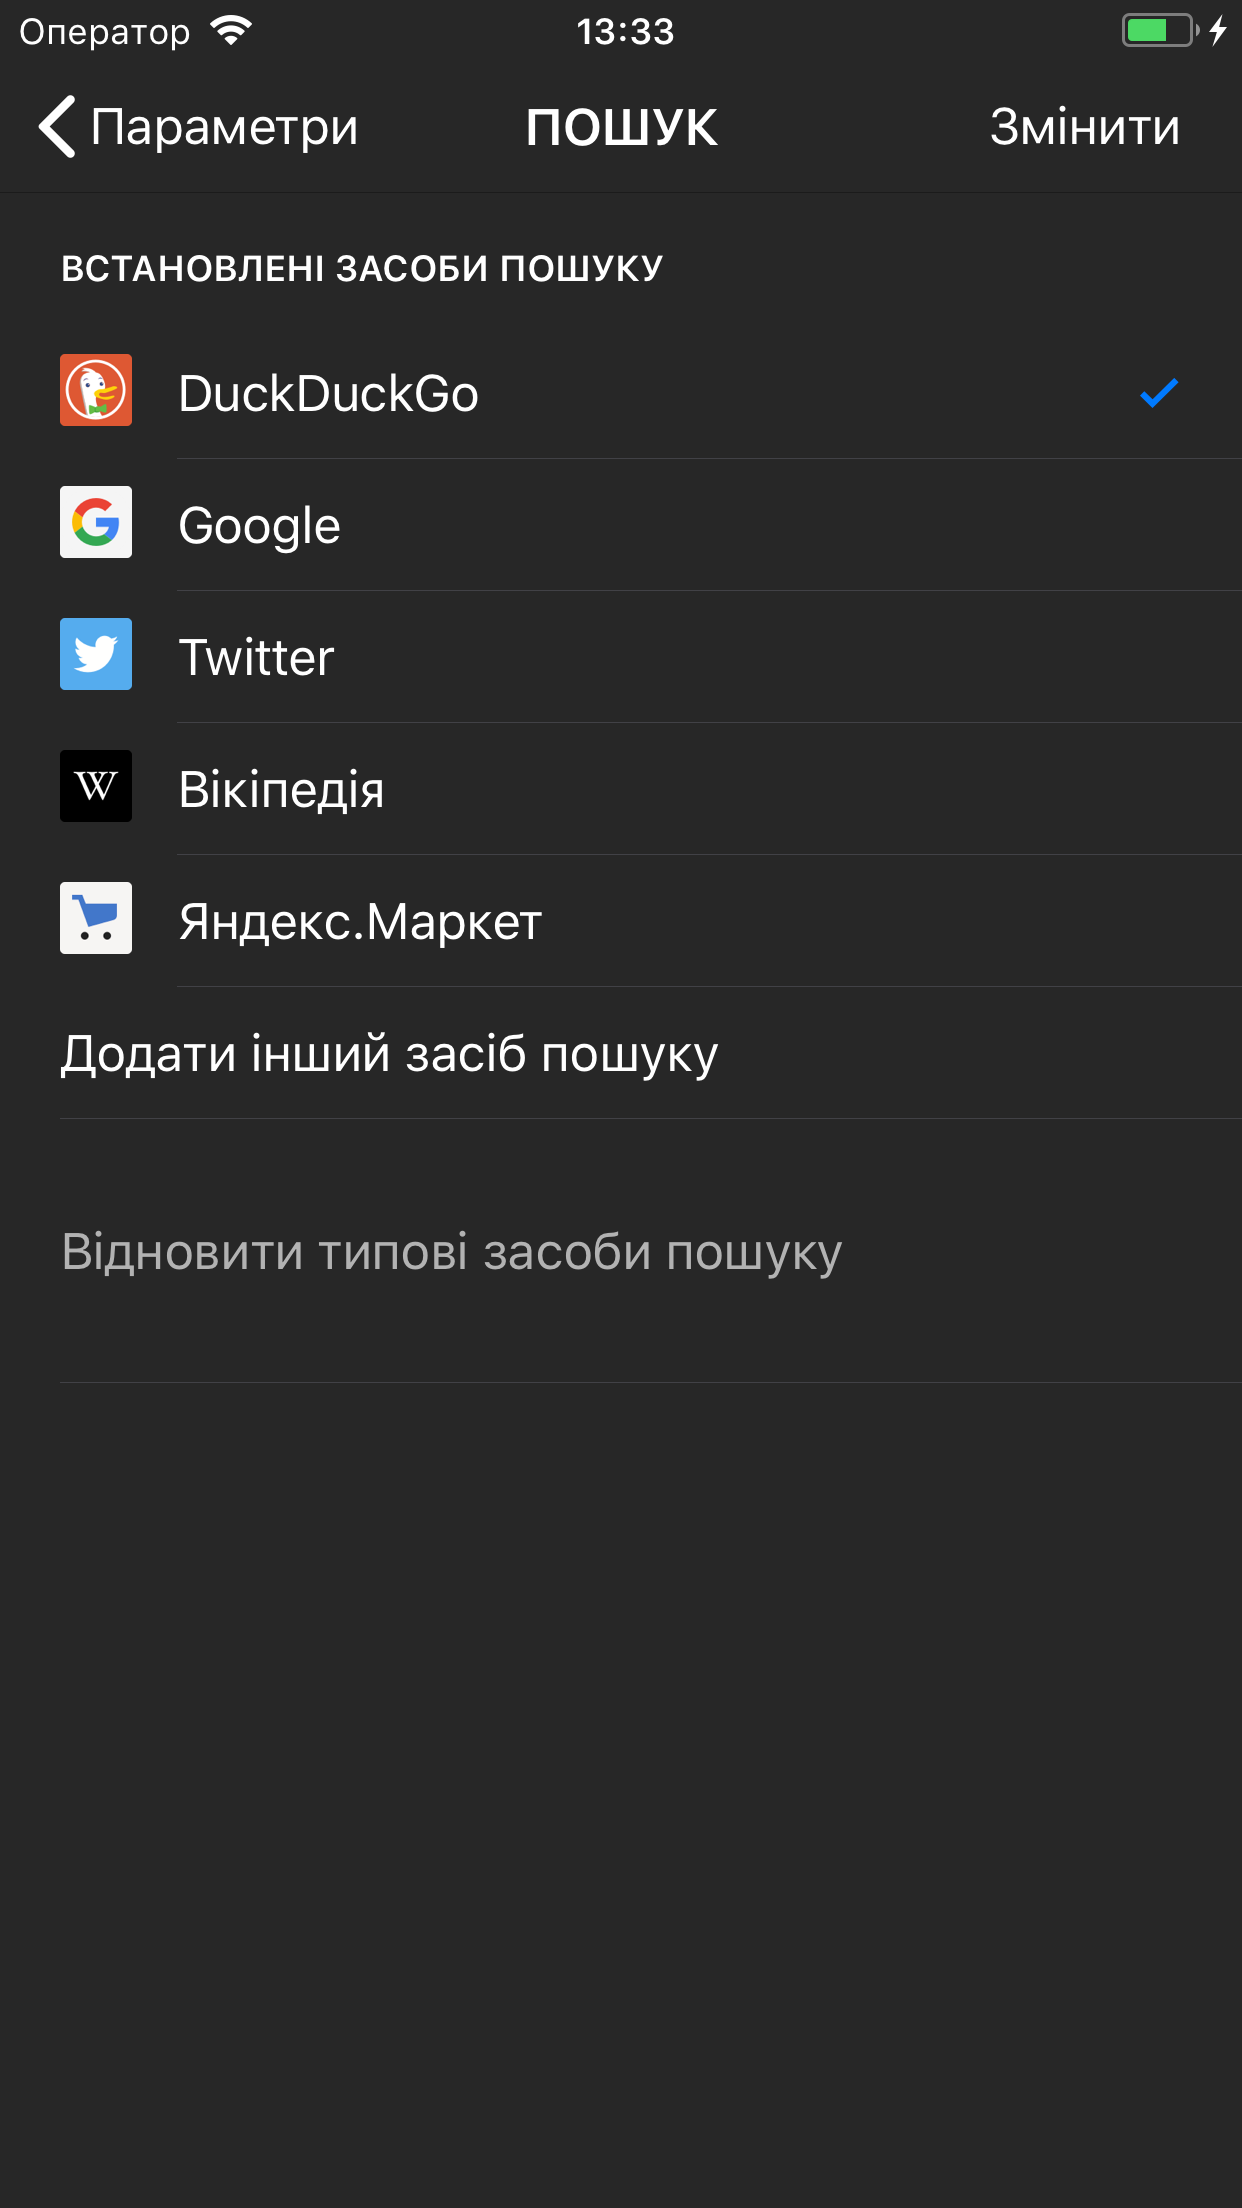 Оператор 13:33
Параметри ПОШУК Змінити
ВСТАНОВЛЕНІ ЗАСОБИ ПОШУКУ
DuckDuckGo
Google
Twitter
W Вікіпедія
Яндекс.Маркет
Додати інший засіб пошуку
Відновити типові засоби пошуку